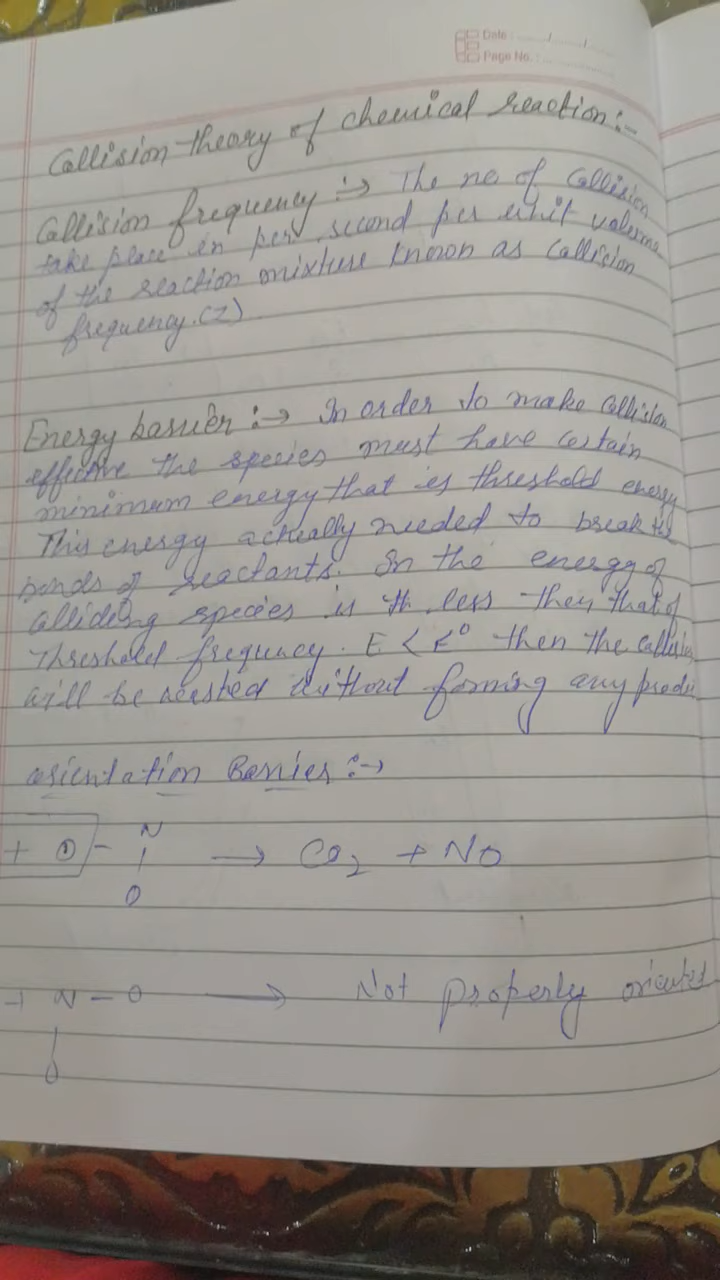 Date : ......./......./.......
Page No. : ..................
Collision theory of chemical reaction :-
Collision frequency :→ The no of Collision
take place in per second per unit volume
of the reaction mixture known as Collision
frequency.(Z)
Energy barrier :→ In order to make Collision
effective the species must have certain
minimum energy that is threshold energy
This energy actually needed to break the
bonds of reactants. In the energy of
Colliding species is less then that of
Threshold frequency. E < E° then the collision
will be without forming any produ
orientation Barrier :→
N
+ O - | → CO2 + NO
O
+ N - O → Not properly oriented
|
O